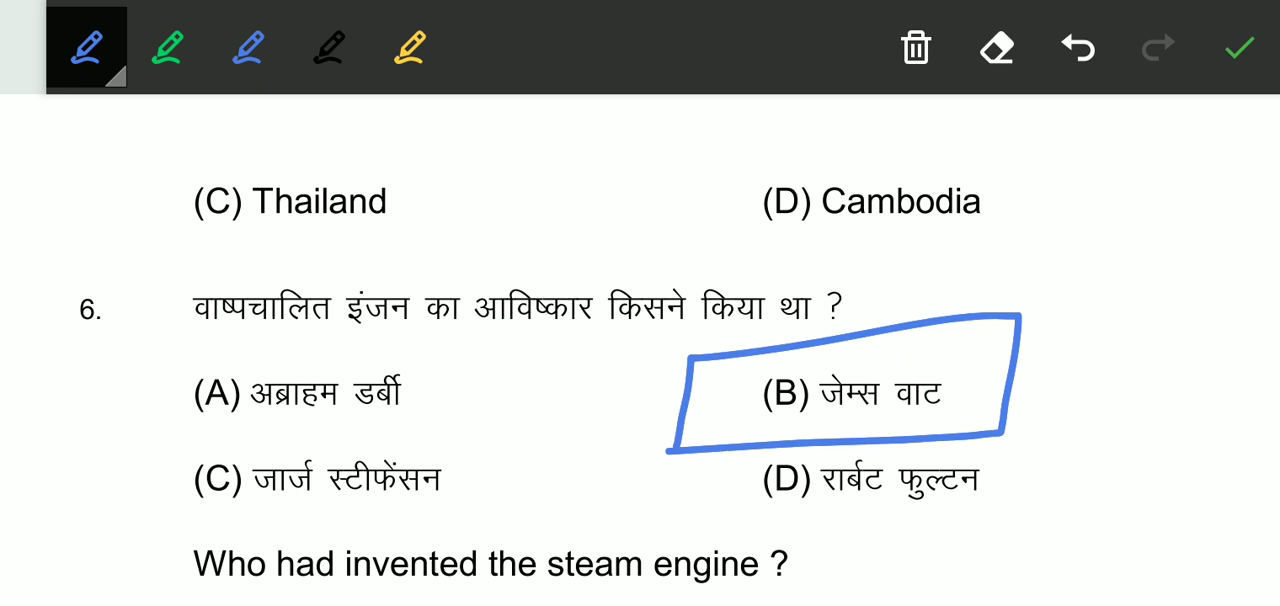 (C) Thailand (D) Cambodia
6. वाष्पचालित इंजन का आविष्कार किसने किया था ?
(A) अब्राहम डर्बी (B) जेम्स वाट
(C) जार्ज स्टीफेंसन (D) रार्बट फुल्टन
Who had invented the steam engine ?